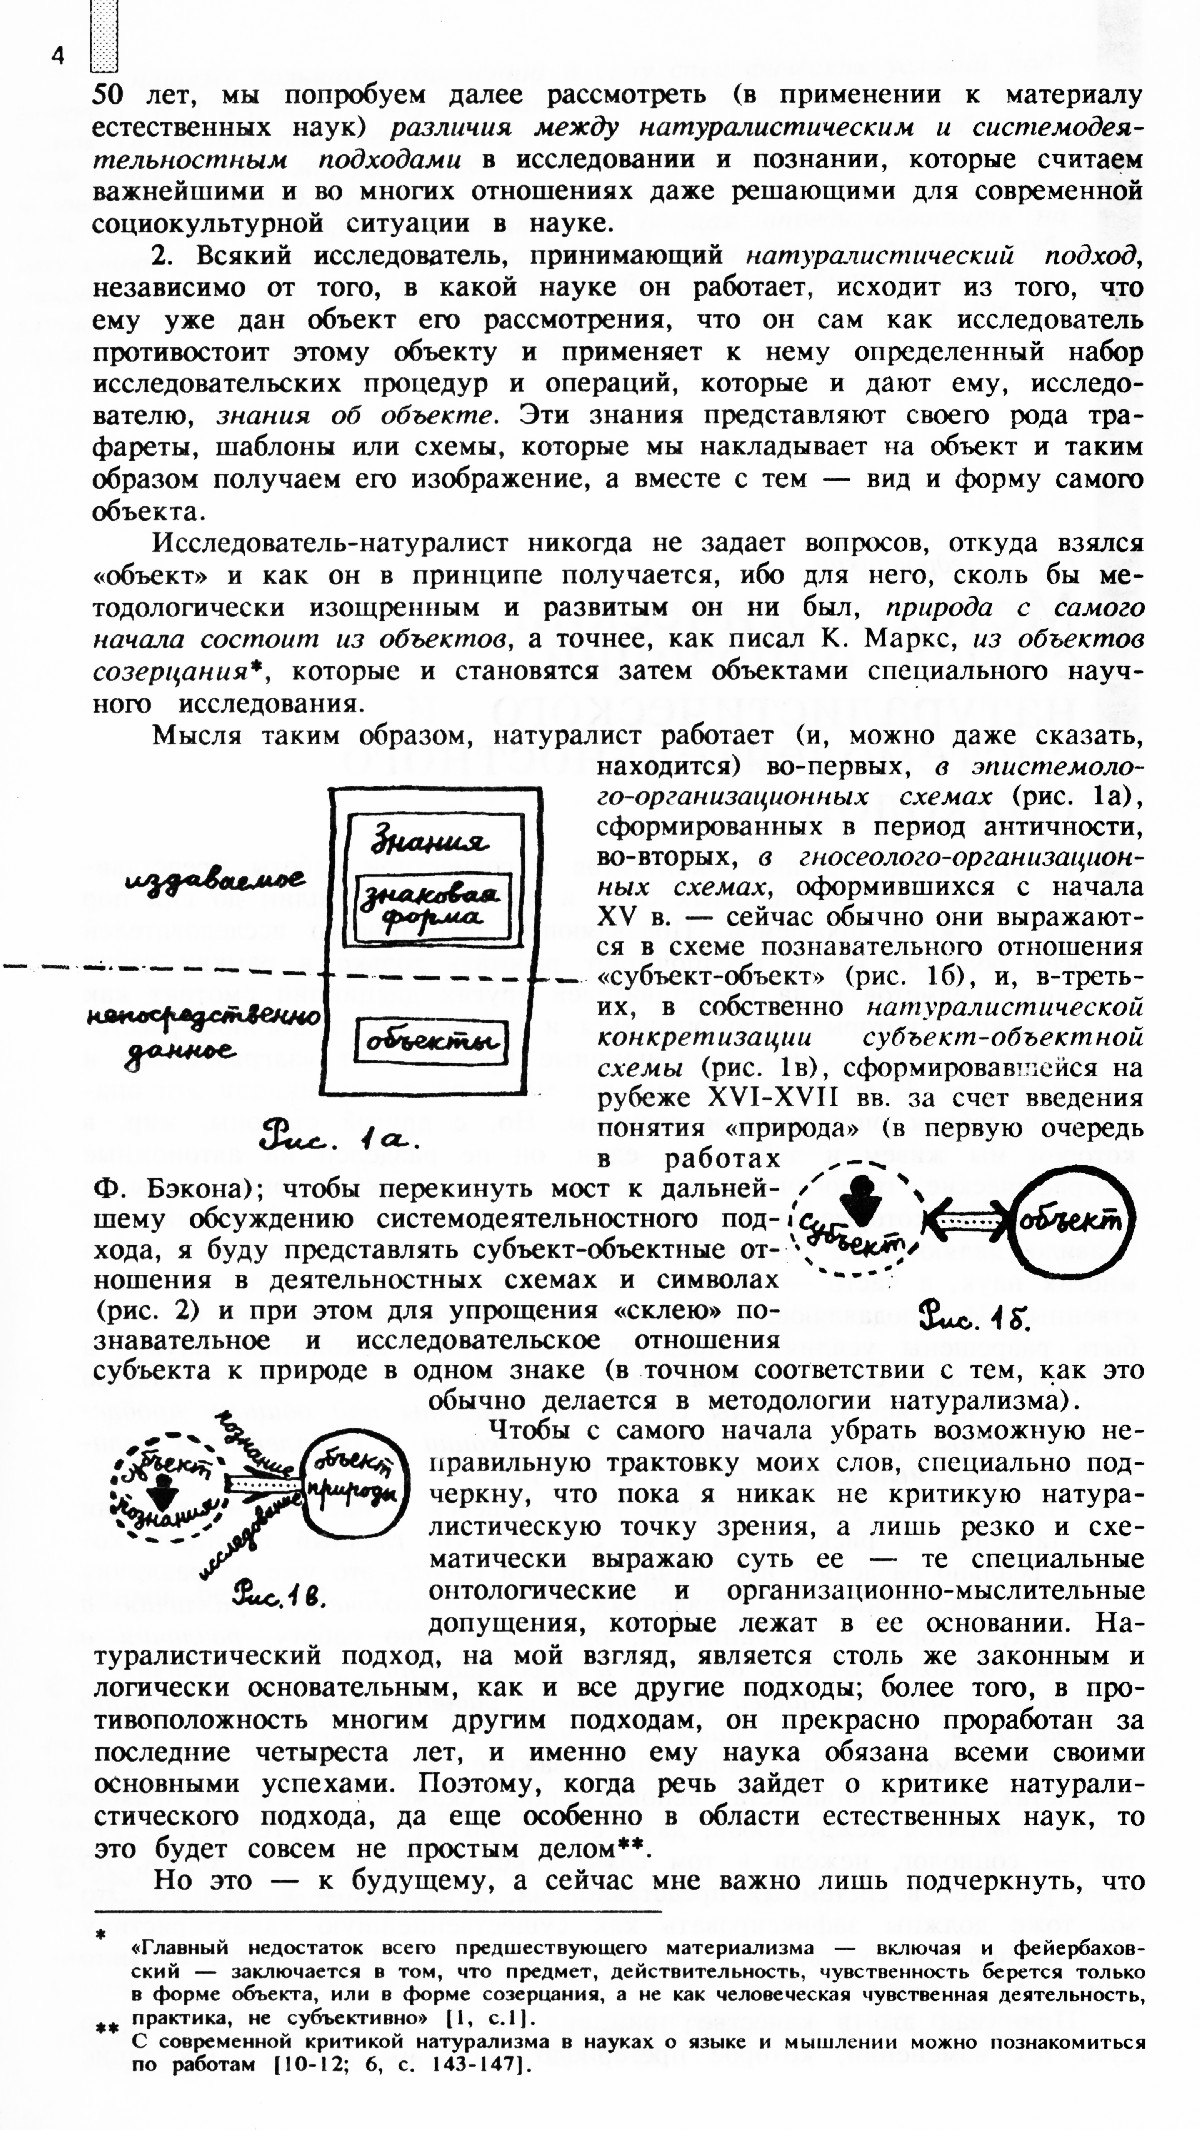 4
50 лет, мы попробуем далее рассмотреть (в применении к материалу
естественных наук) различия между натуралистическим и системодея-
тельностным подходами в исследовании и познании, которые считаем
важнейшими и во многих отношениях даже решающими для современной
социокультурной ситуации в науке.
2. Всякий исследователь, принимающий натуралистический подход,
независимо от того, в какой науке он работает, исходит из того, что
ему уже дан объект его рассмотрения, что он сам как исследователь
противостоит этому объекту и применяет к нему определенный набор
исследовательских процедур и операций, которые и дают ему, исследо-
вателю, знания об объекте. Эти знания представляют своего рода тра-
фареты, шаблоны или схемы, которые мы накладывает на объект и таким
образом получаем его изображение, а вместе с тем — вид и форму самого
объекта.
Исследователь-натуралист никогда не задает вопросов, откуда взялся
«объект» и как он в принципе получается, ибо для него, сколь бы ме-
тодологически изощренным и развитым он ни был, природа с самого
начала состоит из объектов, а точнее, как писал К. Маркс, из объектов
созерцания*, которые и становятся затем объектами специального науч-
ного исследования.
Мысля таким образом, натуралист работает (и, можно даже сказать,
находится) во-первых, в эпистемоло-
го-организационных схемах (рис. 1а),
сформированных в период античности,
во-вторых, в гносеолого-организацион-
ных схемах, оформившихся с начала
XV в. — сейчас обычно они выражают-
ся в схеме познавательного отношения
«субъект-объект» (рис. 1б), и, в-треть-
их, в собственно натуралистической
конкретизации субъект-объектной
схемы (рис. 1в), сформировавшейся на
рубеже XVI-XVII вв. за счет введения
понятия «природа» (в первую очередь
в работах
Знания
издаваемое
знаковая
форма
непосредственно
данное
объекты
Рис. 1а.
Ф. Бэкона); чтобы перекинуть мост к дальней-
шему обсуждению системодеятельностного под-
хода, я буду представлять субъект-объектные от-
ношения в деятельностных схемах и символах
(рис. 2) и при этом для упрощения «склею» по-
знавательное и исследовательское отношения
субъект
объект
Рис. 1б.
субъекта к природе в одном знаке (в точном соответствии с тем, как это
обычно делается в методологии натурализма).
Чтобы с самого начала убрать возможную не-
правильную трактовку моих слов, специально под-
черкну, что пока я никак не критикую натура-
листическую точку зрения, а лишь резко и схе-
матически выражаю суть ее — те специальные
онтологические и организационно-мыслительные
допущения, которые лежат в ее основании. На-
субъект
познания
познание
исследование
объект
природы
Рис. 1в.
туралистический подход, на мой взгляд, является столь же законным и
логически основательным, как и все другие подходы; более того, в про-
тивоположность многим другим подходам, он прекрасно проработан за
последние четыреста лет, и именно ему наука обязана всеми своими
основными успехами. Поэтому, когда речь зайдет о критике натурали-
стического подхода, да еще особенно в области естественных наук, то
это будет совсем не простым делом**.
Но это — к будущему, а сейчас мне важно лишь подчеркнуть, что
* «Главный недостаток всего предшествующего материализма — включая и фейербахов-
ский — заключается в том, что предмет, действительность, чувственность берется только
в форме объекта, или в форме созерцания, а не как человеческая чувственная деятельность,
практика, не субъективно» [1, с.1].
** С современной критикой натурализма в науках о языке и мышлении можно познакомиться
по работам [10-12; 6, с. 143-147].